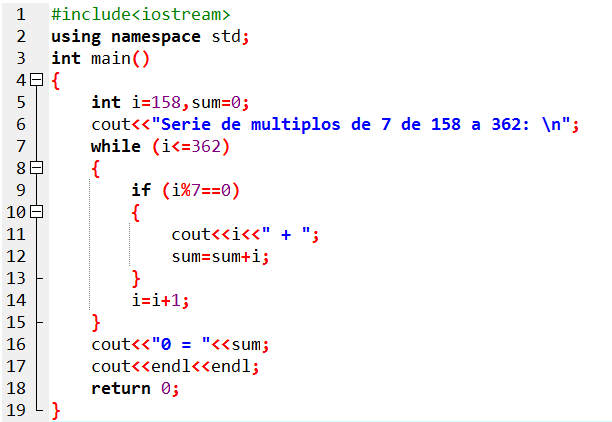 1 #include<iostream>
2 using namespace std;
3 int main()
4 {
5 int i=158,sum=0;
6 cout<<"Serie de multiplos de 7 de 158 a 362: \n";
7 while (i<=362)
8 {
9 if (i%7==0)
10 {
11 cout<<i<<" + ";
12 sum=sum+i;
13 }
14 i=i+1;
15 }
16 cout<<"0 = "<<sum;
17 cout<<endl<<endl;
18 return 0;
19 }